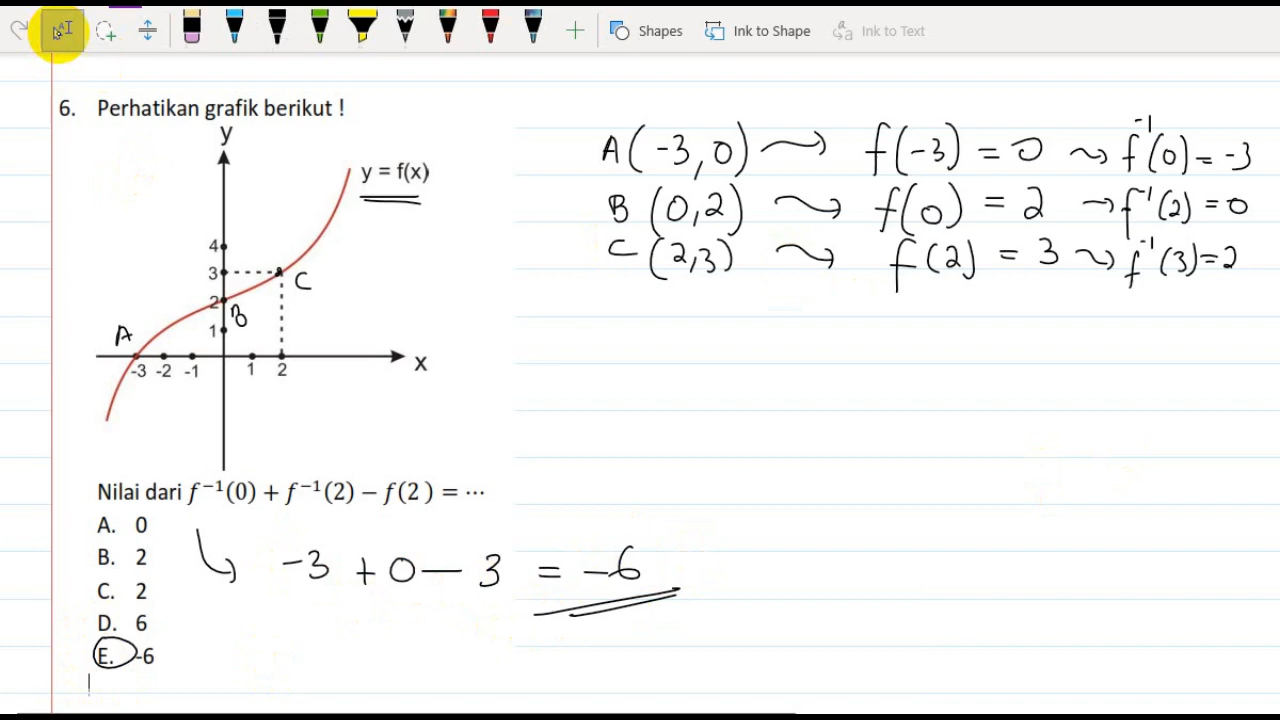 Shapes
Ink to Shape
Ink to Text
6. Perhatikan grafik berikut !
y
y = f(x)
4
3
2
1
-3 -2 -1 1 2
x
A
B
C
A(-3,0) → f(-3) = 0 → f⁻¹(0) = -3
B (0,2) → f(0) = 2 → f⁻¹(2) = 0
C (2,3) → f(2) = 3 → f⁻¹(3) = 2
Nilai dari f⁻¹(0) + f⁻¹(2) − f(2 ) = ⋯
A. 0
B. 2
C. 2
D. 6
E. -6
-3 + 0 − 3 = -6